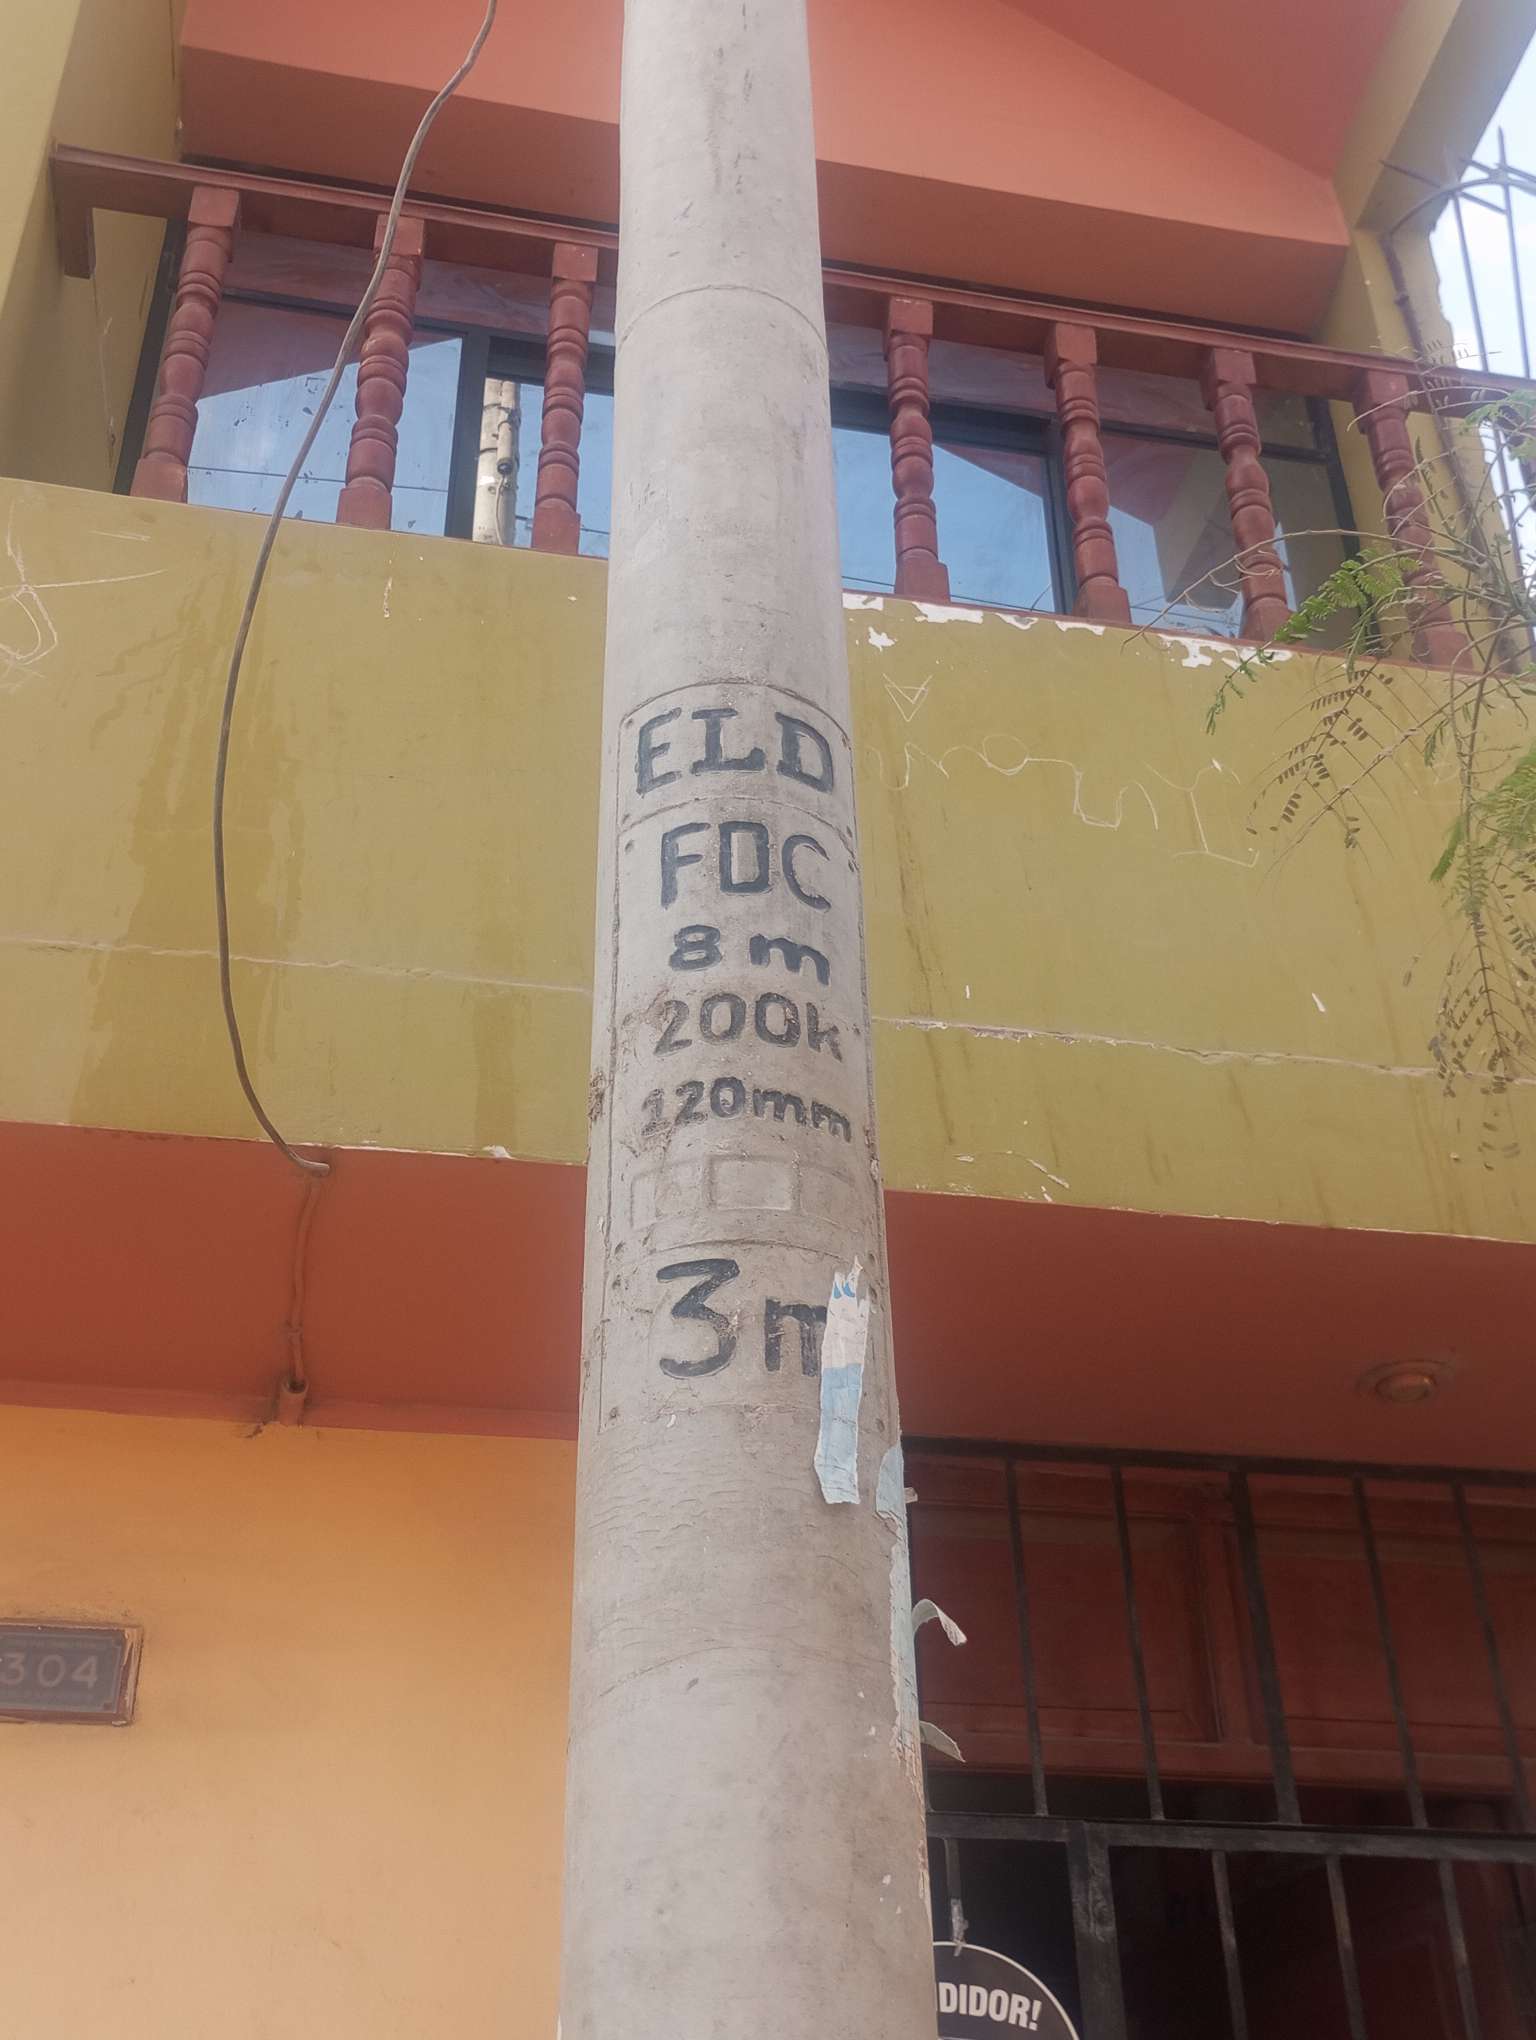 ELD
FDC
8 m
200k
120mm
3m
304
DIDOR!